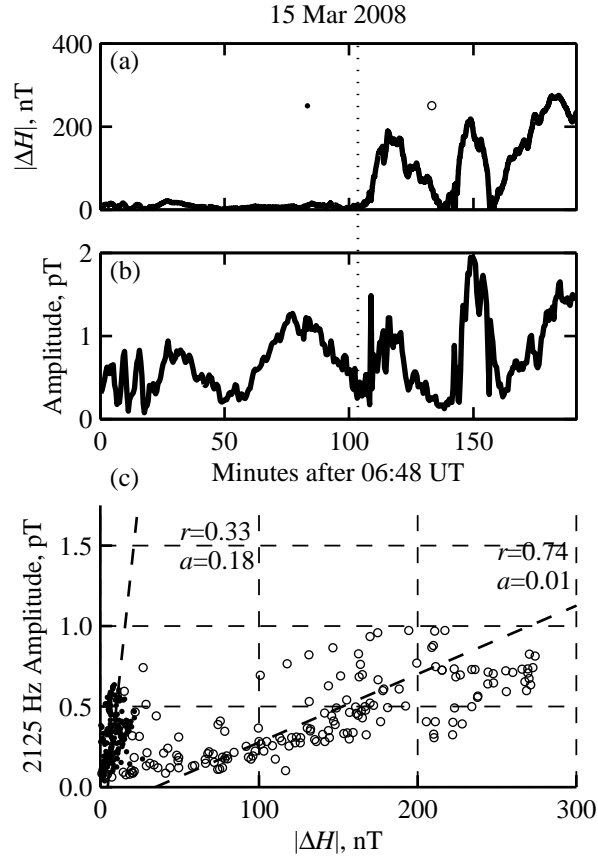 15 Mar 2008
(a)
400
200
0
|ΔH|, nT
(b)
2
1
0
Amplitude, pT
0 50 100 150
Minutes after 06:48 UT
(c)
1.5
1.0
0.5
0.0
2125 Hz Amplitude, pT
r=0.33
a=0.18
r=0.74
a=0.01
0 100 200 300
|ΔH|, nT